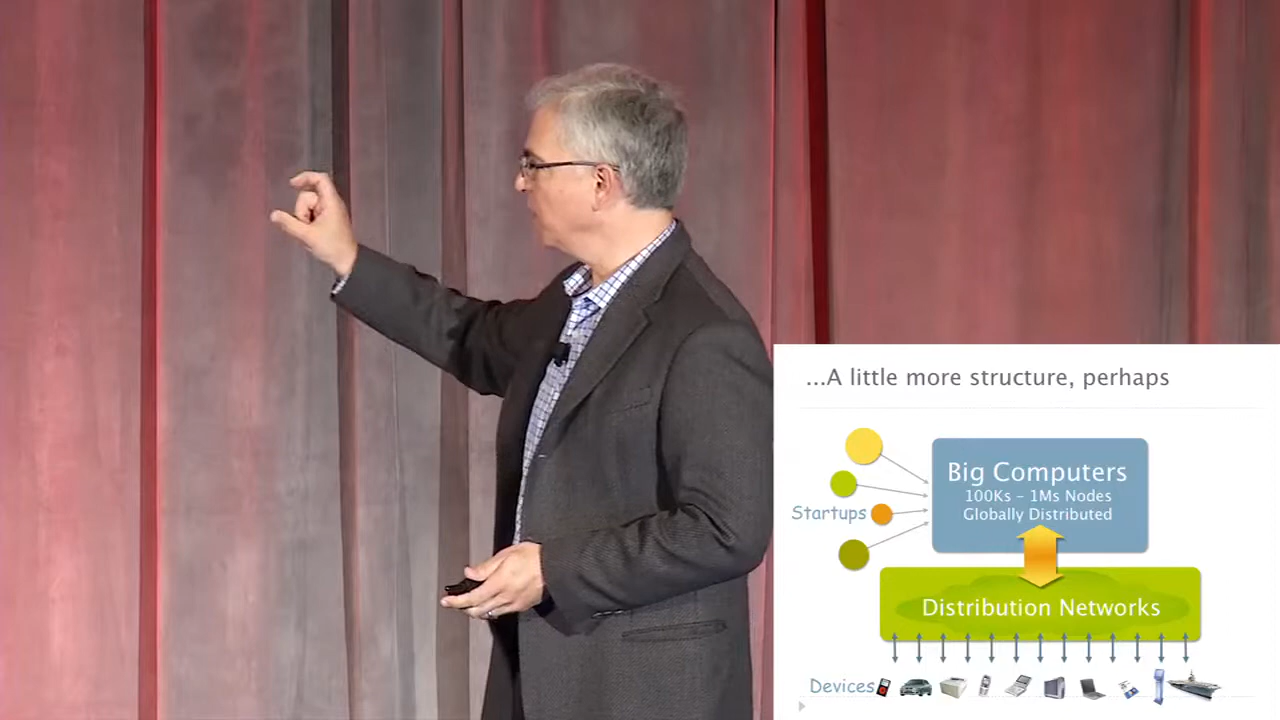 ...A little more structure, perhaps
Big Computers
100Ks – 1Ms Nodes
Globally Distributed
Startups
Distribution Networks
Devices